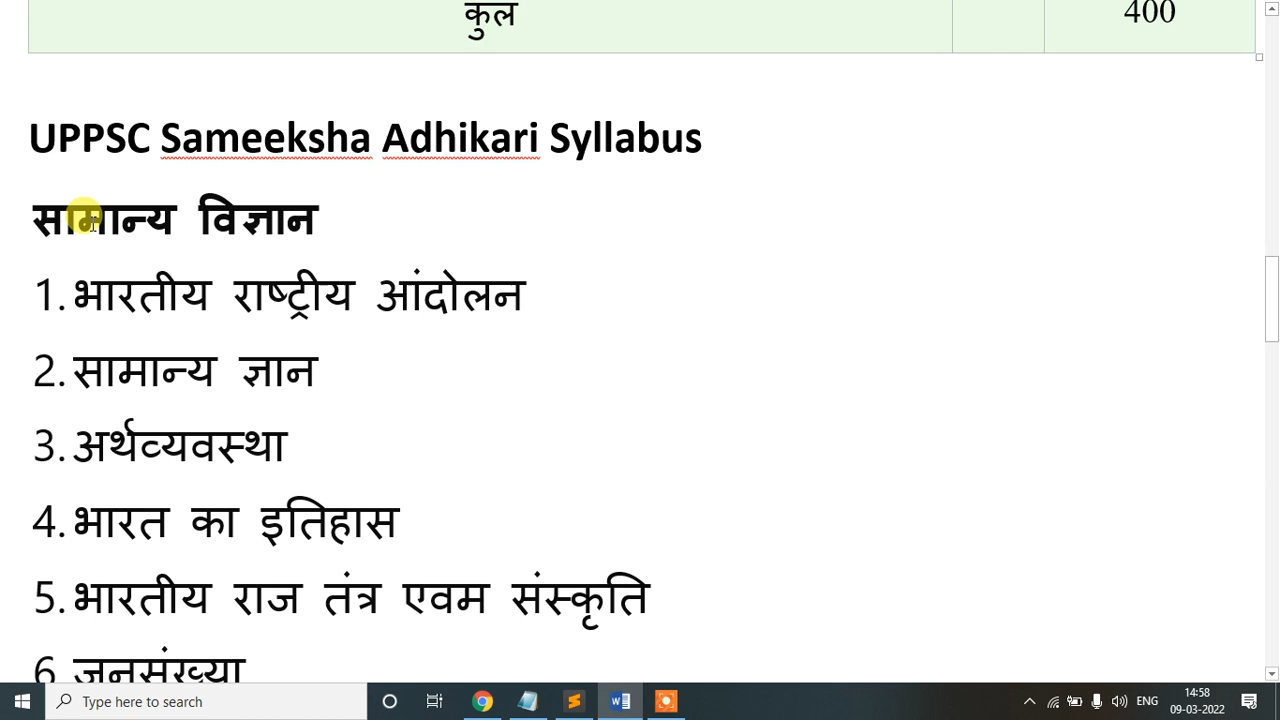 कुल 400
UPPSC Sameeksha Adhikari Syllabus
सामान्य विज्ञान
1. भारतीय राष्ट्रीय आंदोलन
2. सामान्य ज्ञान
3. अर्थव्यवस्था
4. भारत का इतिहास
5. भारतीय राज तंत्र एवम संस्कृति
6 जनसंख्या
Type here to search
ENG
14:58
09-03-2022